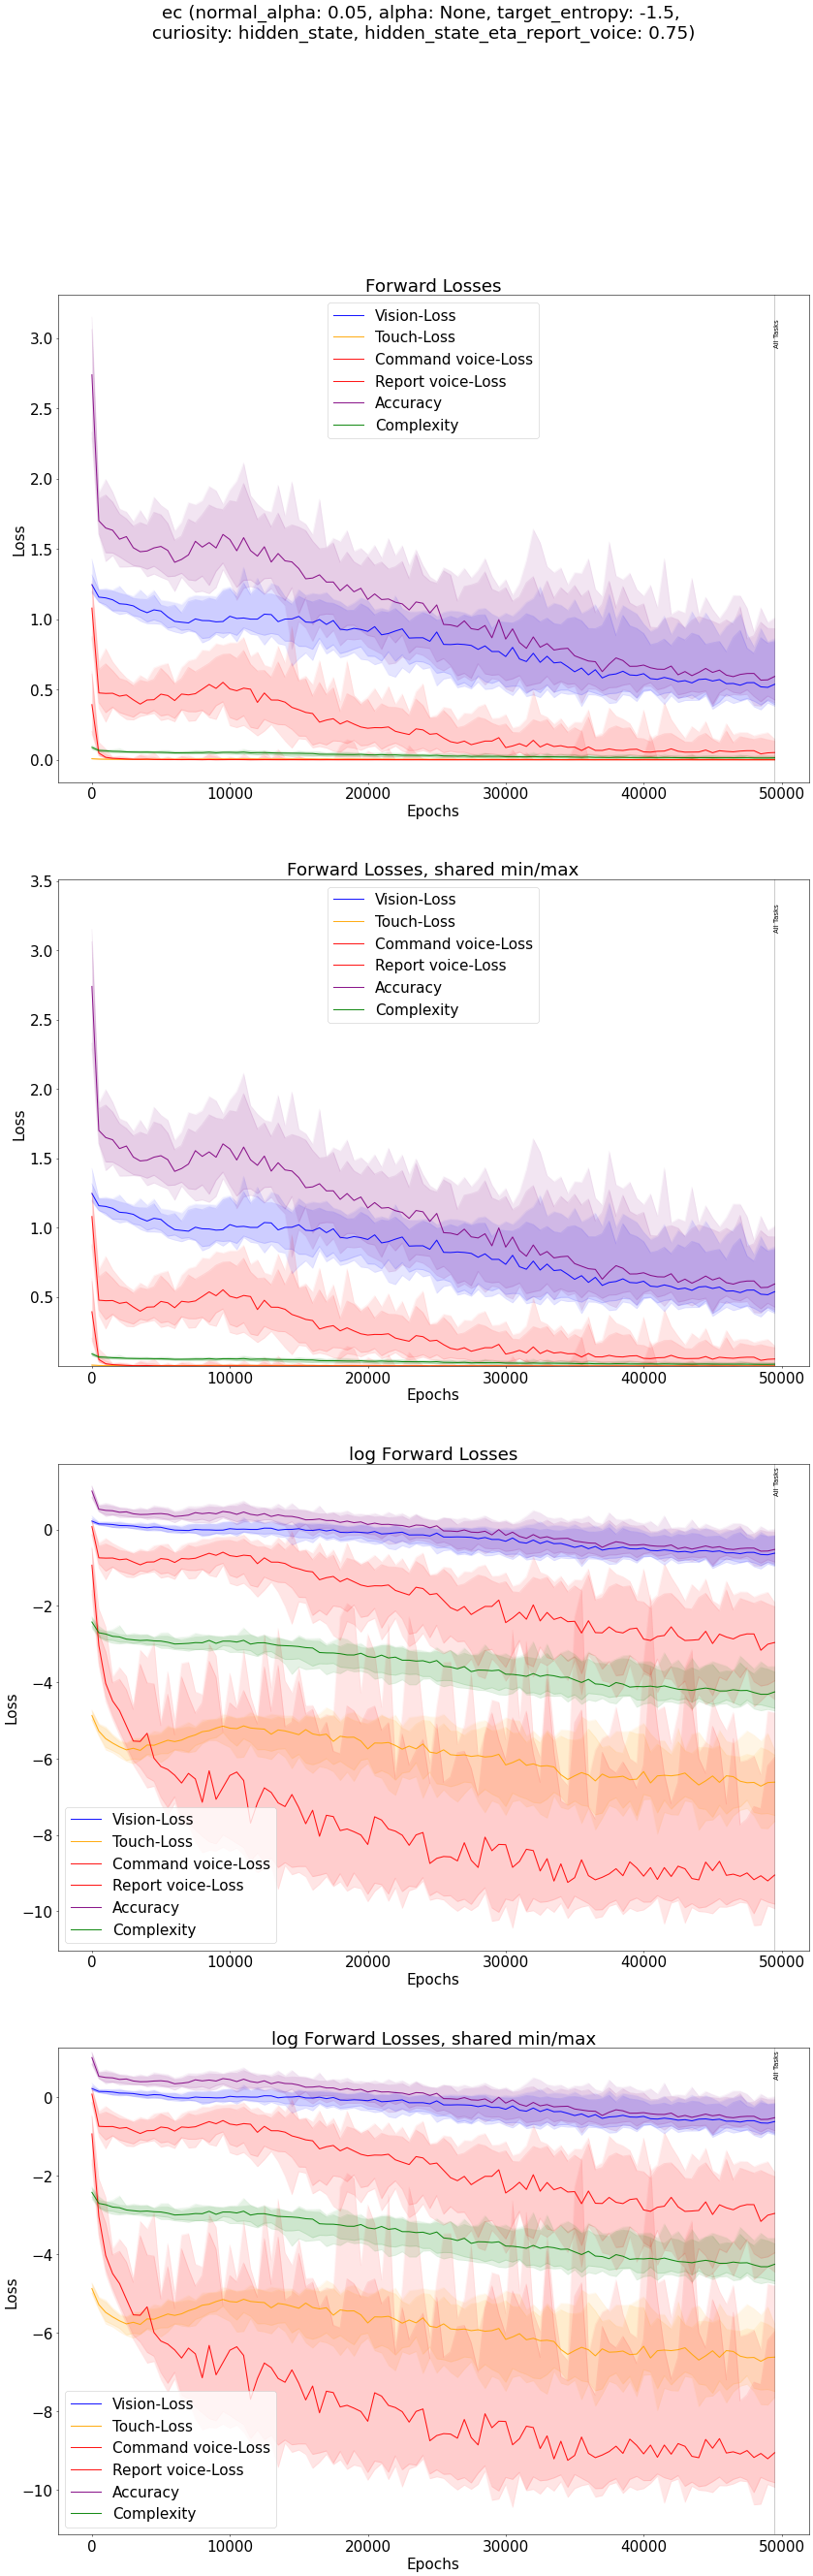 ec (normal_alpha: 0.05, alpha: None, target_entropy: -1.5,
curiosity: hidden_state, hidden_state_eta_report_voice: 0.75)
Forward Losses
Vision-Loss
Touch-Loss
Command voice-Loss
Report voice-Loss
Accuracy
Complexity
All Tasks
3.0
2.5
2.0
1.5
1.0
0.5
0.0
Loss
0 10000 20000 30000 40000 50000
Epochs
Forward Losses, shared min/max
Vision-Loss
Touch-Loss
Command voice-Loss
Report voice-Loss
Accuracy
Complexity
All Tasks
3.5
3.0
2.5
2.0
1.5
1.0
0.5
Loss
0 10000 20000 30000 40000 50000
Epochs
log Forward Losses
All Tasks
0
−2
−4
−6
−8
−10
Loss
Vision-Loss
Touch-Loss
Command voice-Loss
Report voice-Loss
Accuracy
Complexity
0 10000 20000 30000 40000 50000
Epochs
log Forward Losses, shared min/max
All Tasks
0
−2
−4
−6
−8
−10
Loss
Vision-Loss
Touch-Loss
Command voice-Loss
Report voice-Loss
Accuracy
Complexity
0 10000 20000 30000 40000 50000
Epochs